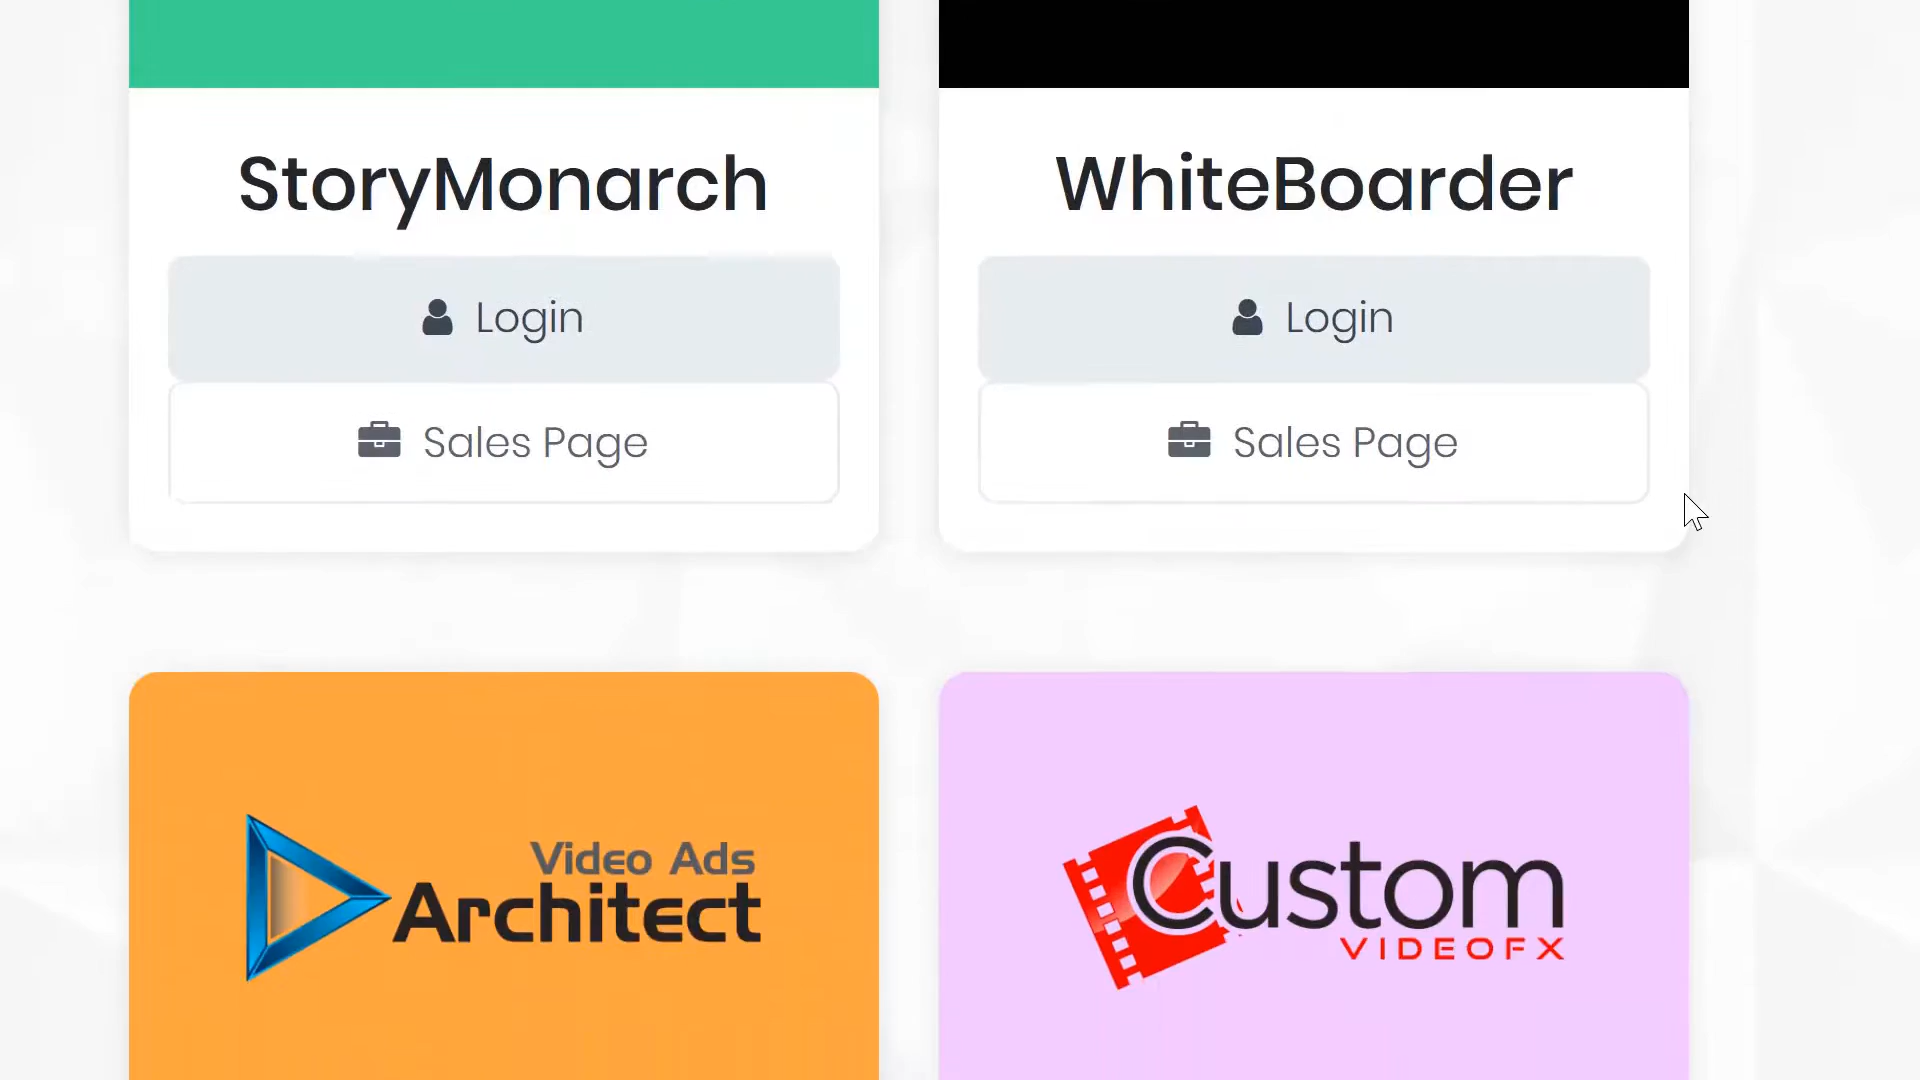 StoryMonarch
Login
Sales Page
WhiteBoarder
Login
Sales Page
Video Ads
Architect
Custom
VIDEOFX